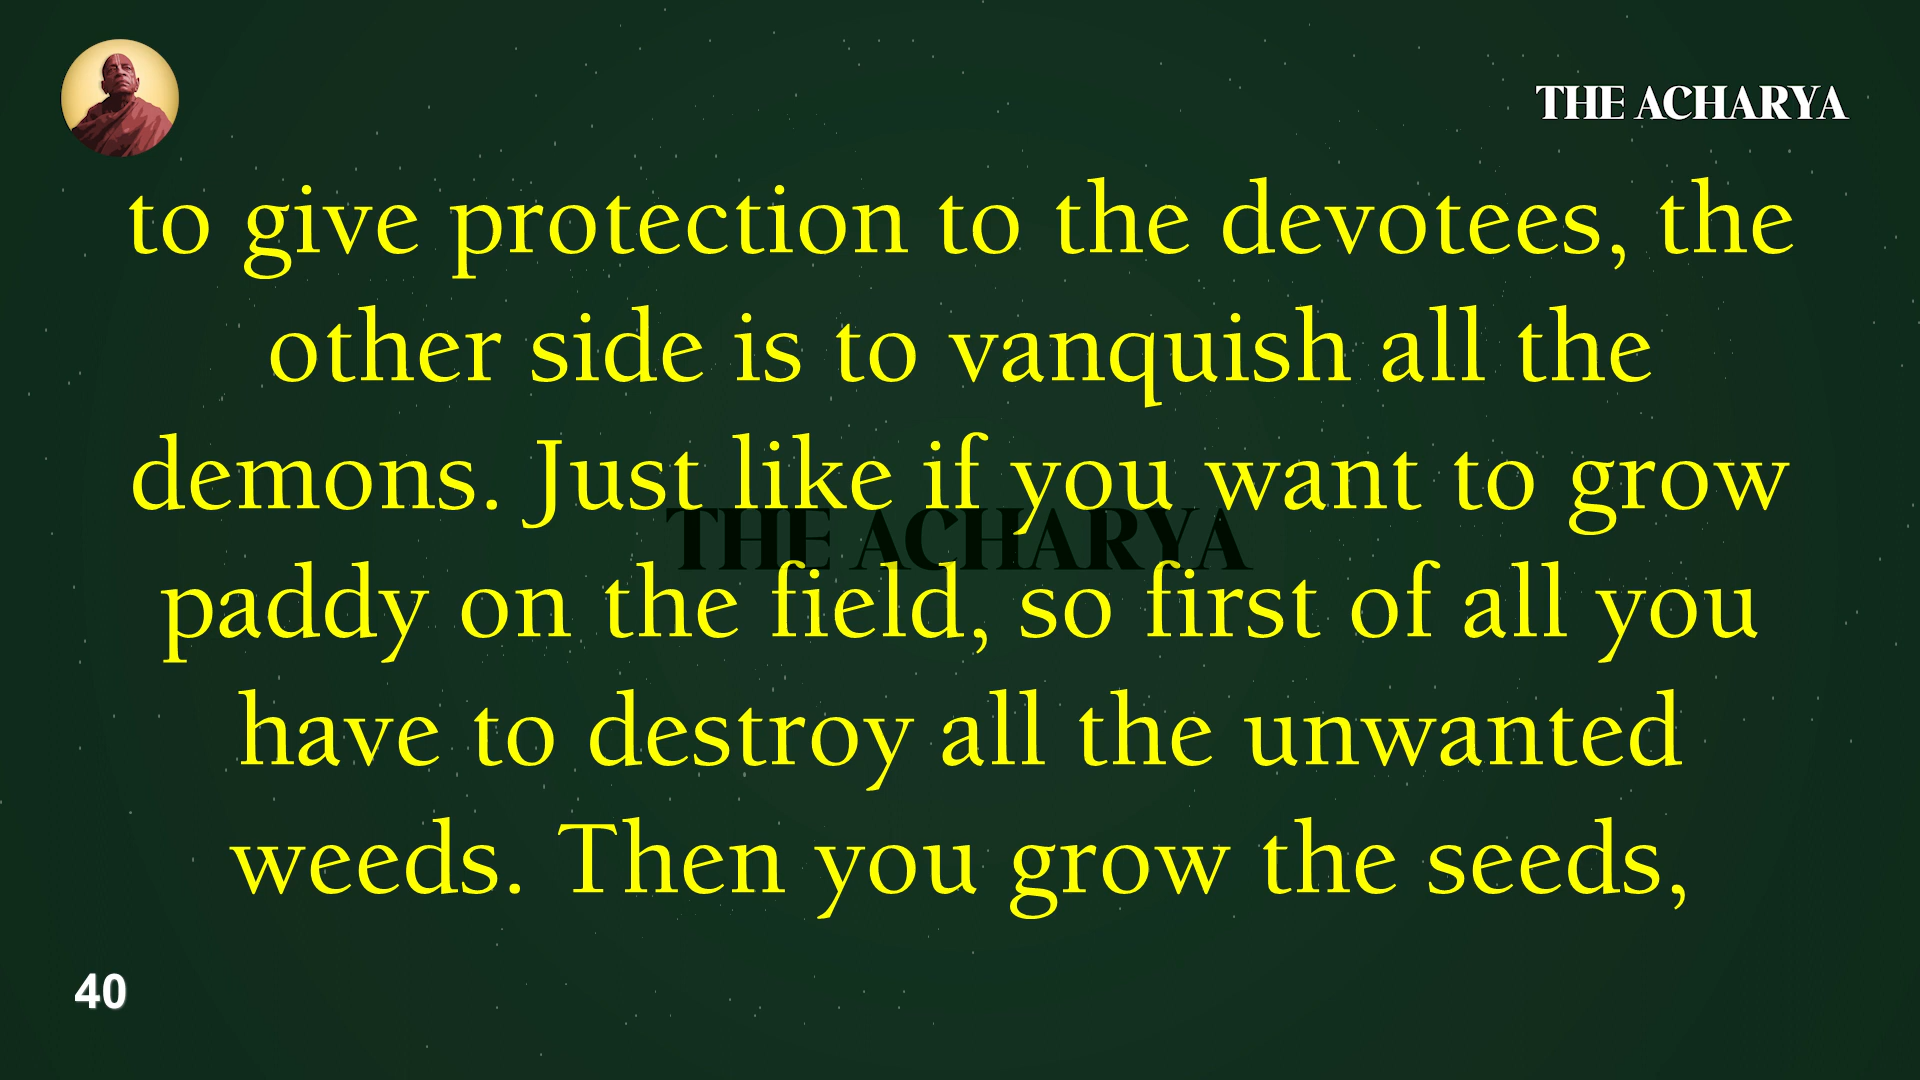 THE ACHARYA
to give protection to the devotees, the
other side is to vanquish all the
demons. Just like if you want to grow
THE ACHARYA
paddy on the field, so first of all you
have to destroy all the unwanted
weeds. Then you grow the seeds,
40